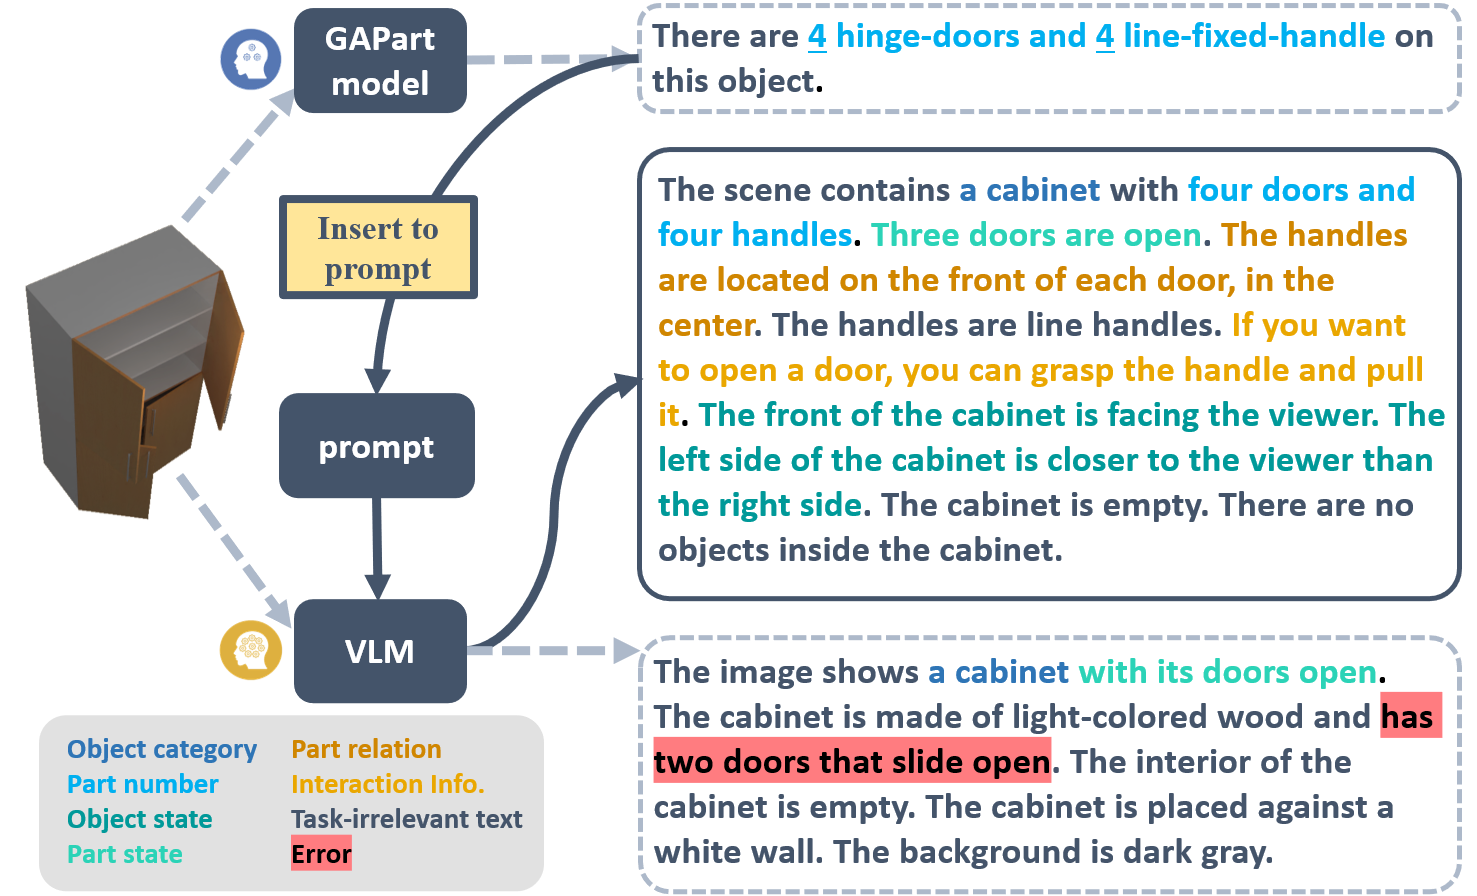 GAPart
model
There are 4 hinge-doors and 4 line-fixed-handle on
this object.
Insert to
prompt
prompt
VLM
The scene contains a cabinet with four doors and
four handles. Three doors are open. The handles
are located on the front of each door, in the
center. The handles are line handles. If you want
to open a door, you can grasp the handle and pull
it. The front of the cabinet is facing the viewer. The
left side of the cabinet is closer to the viewer than
the right side. The cabinet is empty. There are no
objects inside the cabinet.
The image shows a cabinet with its doors open.
The cabinet is made of light-colored wood and has
two doors that slide open. The interior of the
cabinet is empty. The cabinet is placed against a
white wall. The background is dark gray.
Object category
Part number
Object state
Part state
Part relation
Interaction Info.
Task-irrelevant text
Error